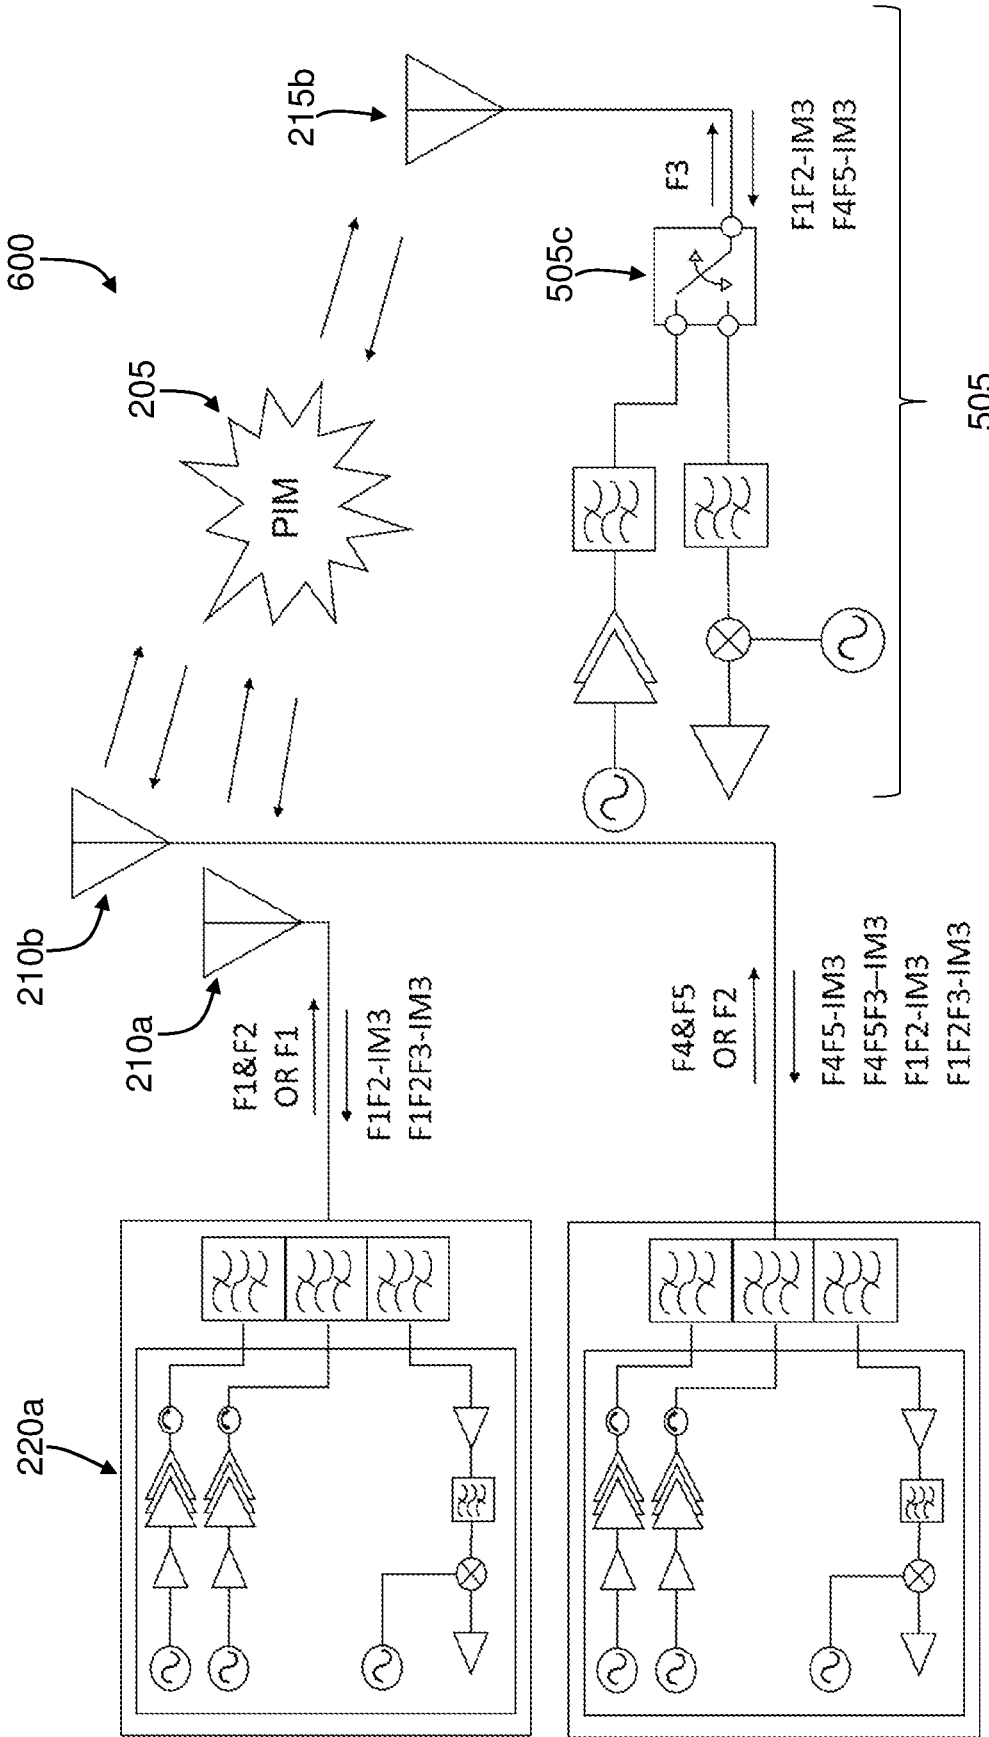 600
205
PIM
215b
210b
210a
220a
505c
F3
F1F2-IM3
F4F5-IM3
505
F1&F2
OR F1
F1F2-IM3
F1F2F3-IM3
F4&F5
OR F2
F4F5-IM3
F4F5F3-IM3
F1F2-IM3
F1F2F3-IM3